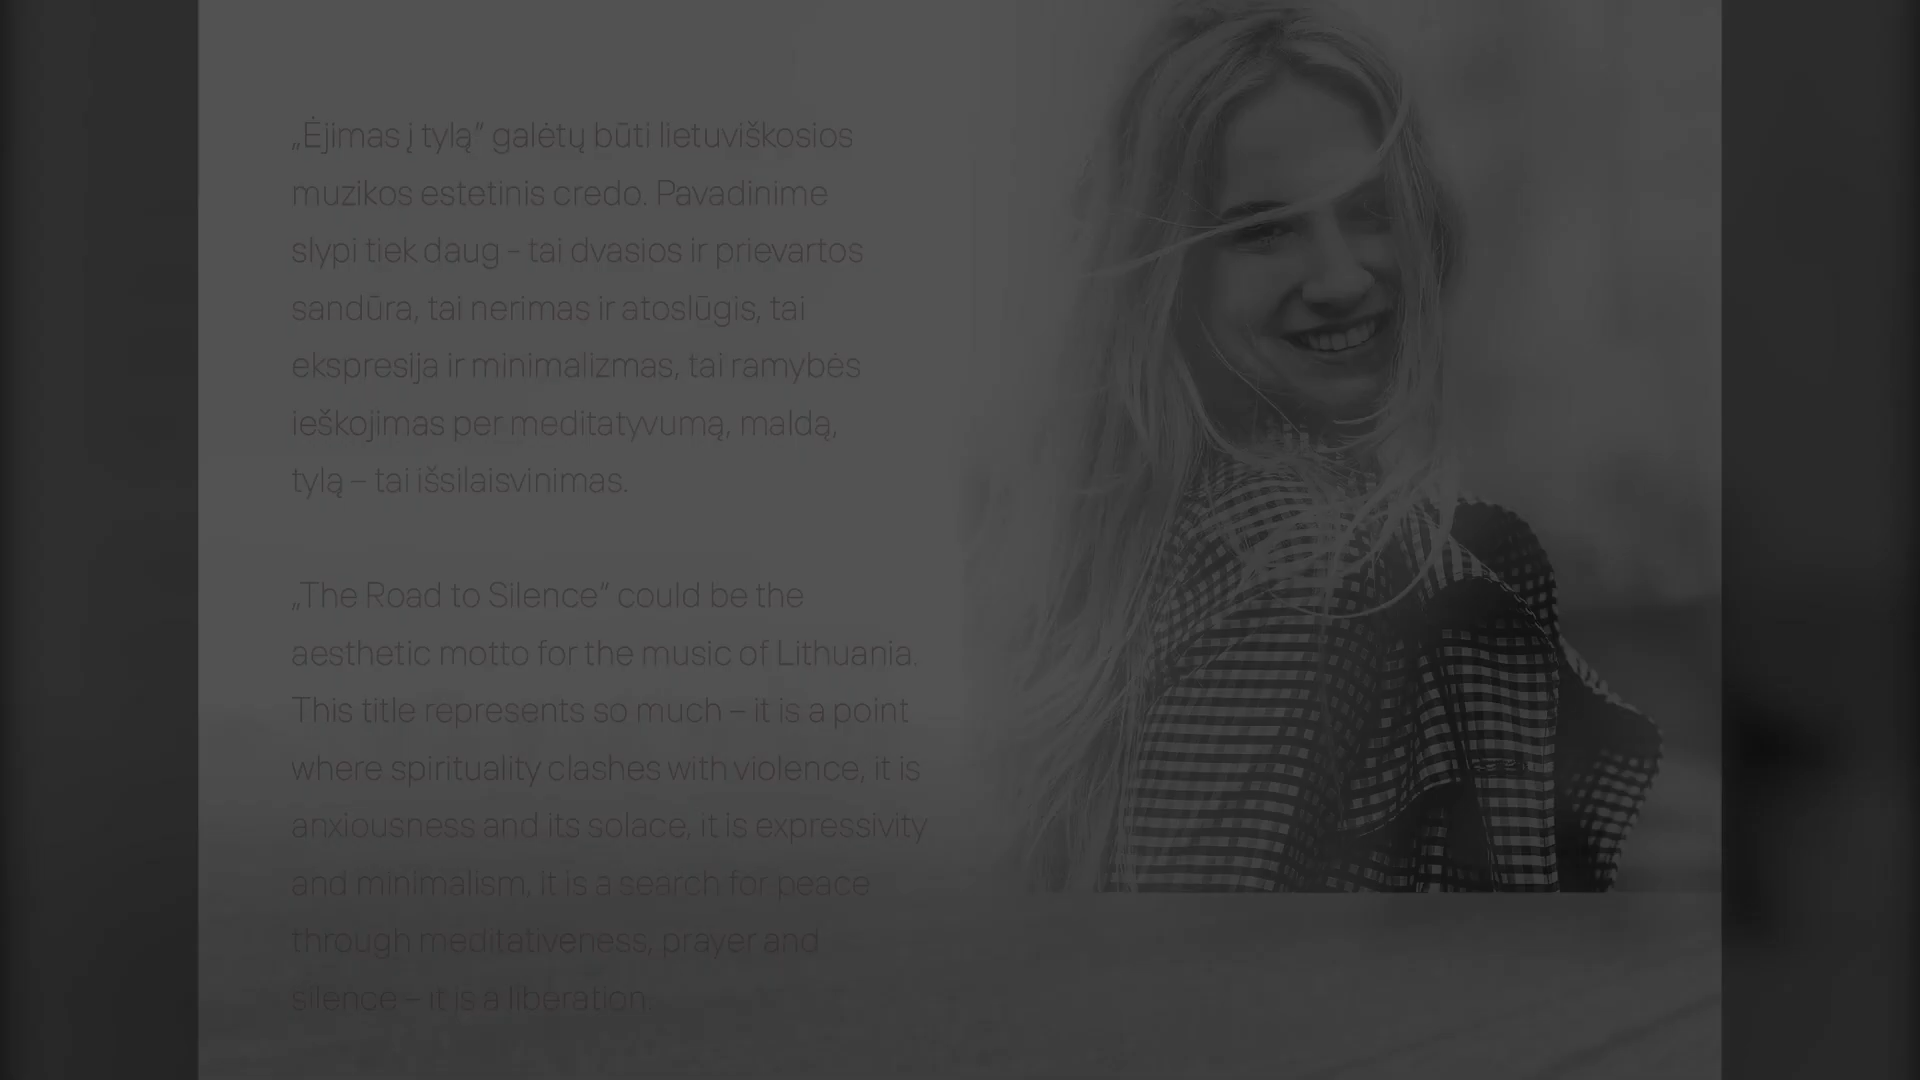 „Ėjimas į tylą” galėtų būti lietuviškosios
muzikos estetinis credo. Pavadinime
slypi tiek daug – tai dvasios ir prievartos
sandūra, tai nerimas ir atoslūgis, tai
ekspresija ir minimalizmas, tai ramybės
ieškojimas per meditatyvumą, maldą,
tylą – tai išsilaisvinimas.
„The Road to Silence” could be the
aesthetic motto for the music of Lithuania.
This title represents so much – it is a point
where spirituality clashes with violence, it is
anxiousness and its solace, it is expressivity
and minimalism, it is a search for peace
through meditativeness, prayer and
silence – it is a liberation.